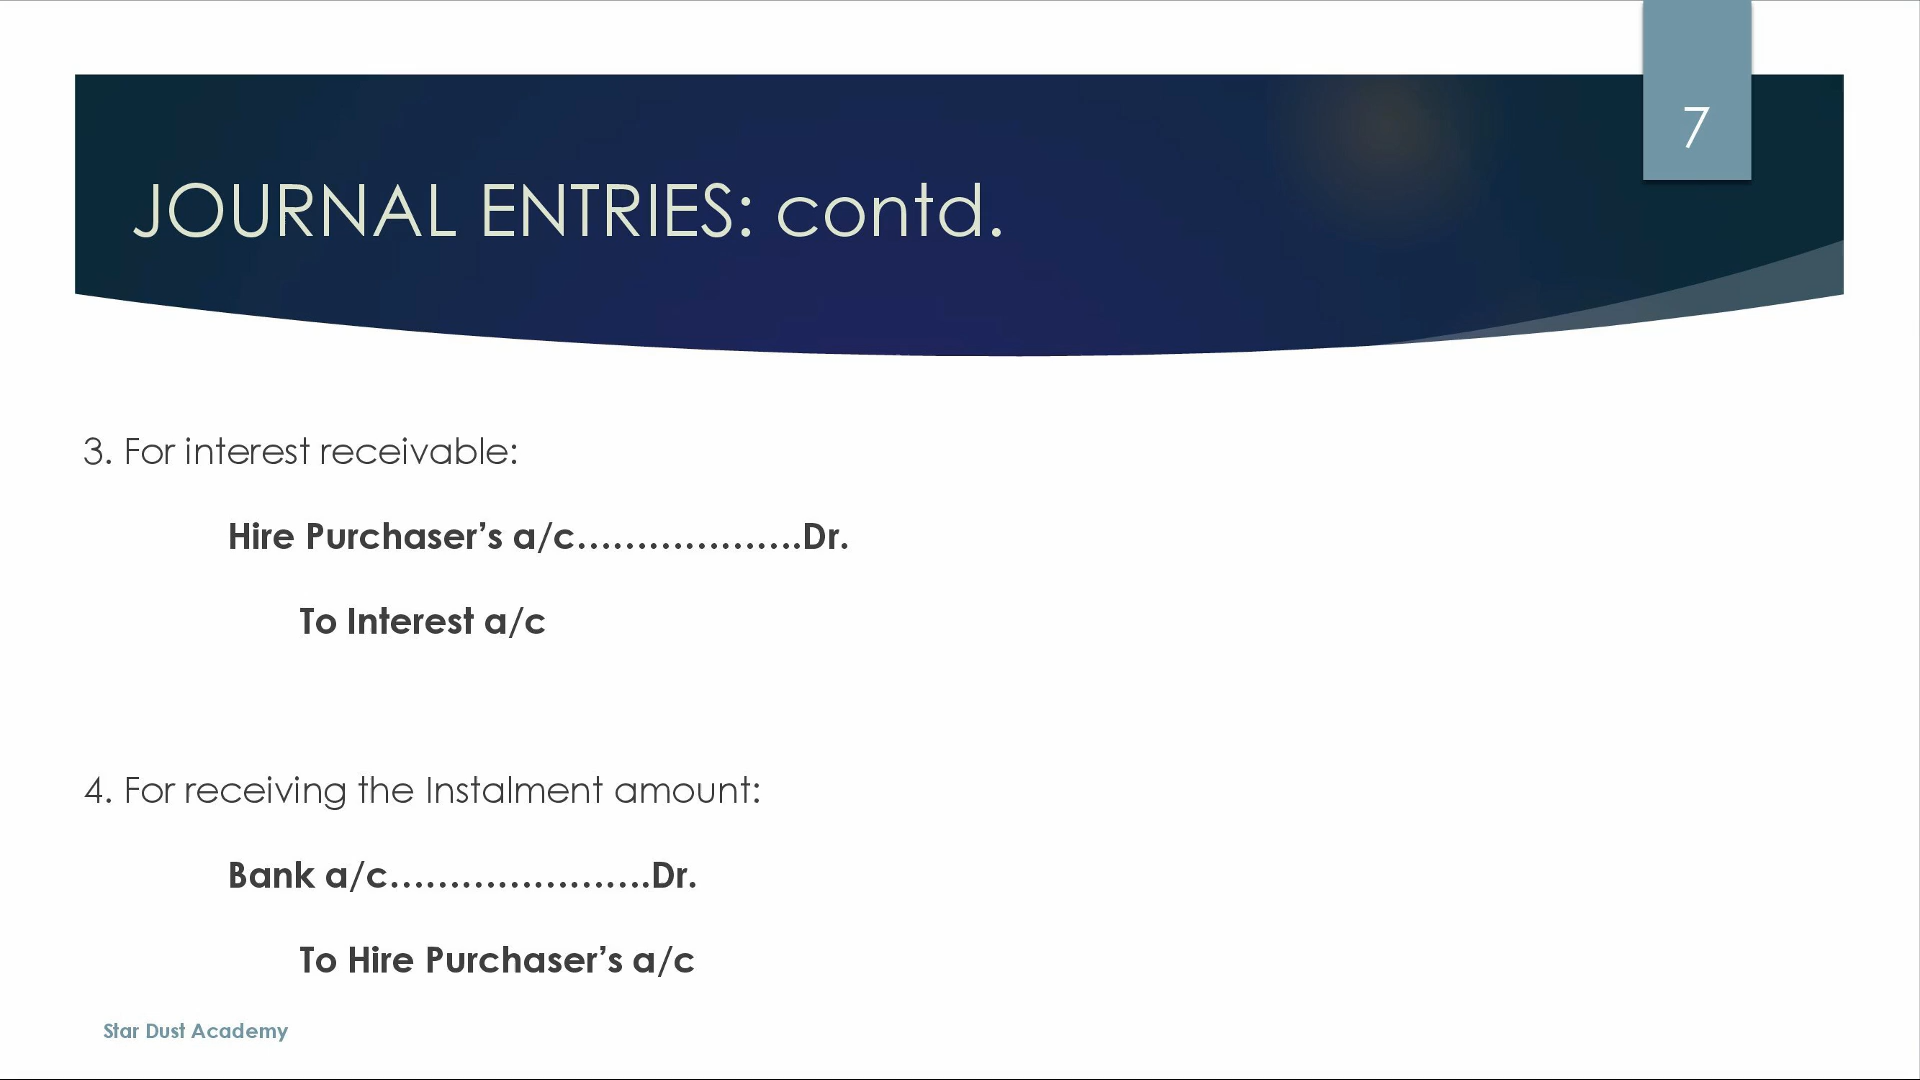 7
JOURNAL ENTRIES: contd.
3. For interest receivable:
Hire Purchaser’s a/c……………….Dr.
To Interest a/c
4. For receiving the Instalment amount:
Bank a/c………………….Dr.
To Hire Purchaser’s a/c
Star Dust Academy